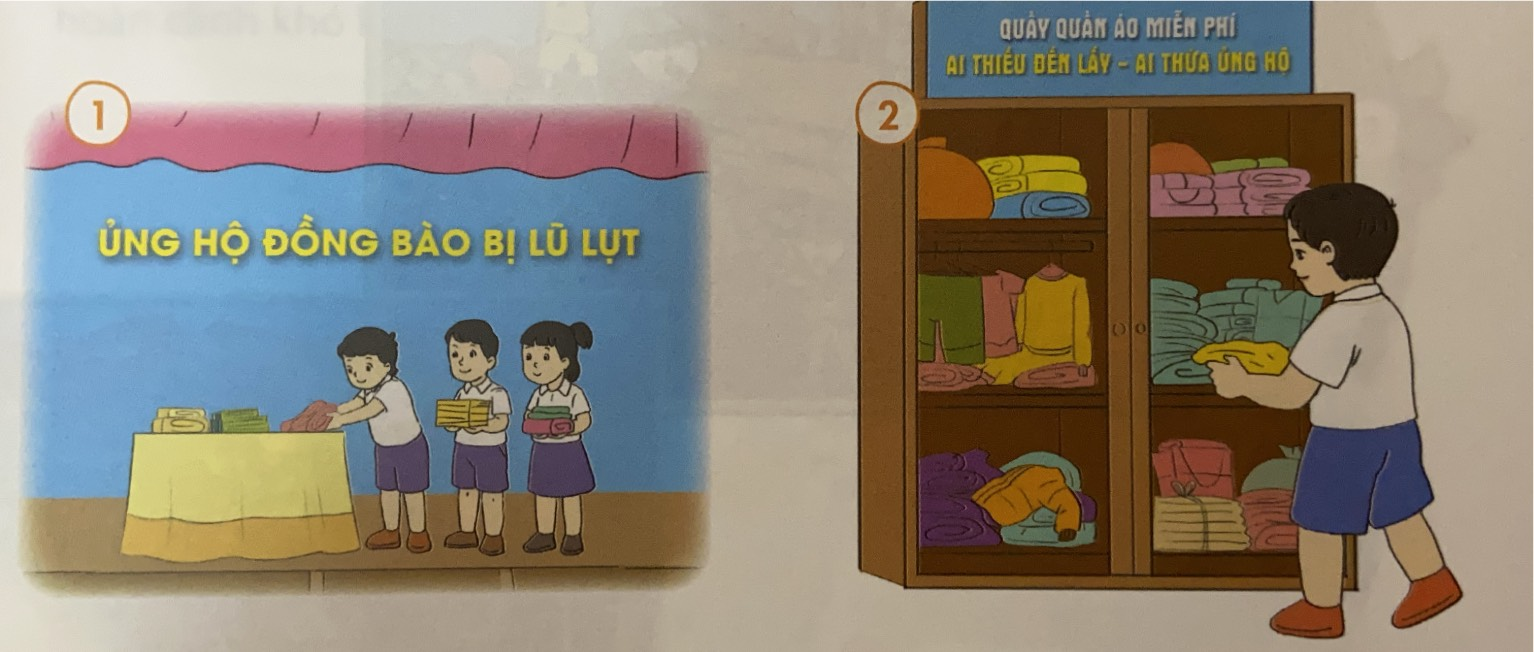 1
ỦNG HỘ ĐỒNG BÀO BỊ LŨ LỤT
2
QUẦY QUẦN ÁO MIỄN PHÍ
AI THIẾU ĐẾN LẤY - AI THỪA ỦNG HỘ